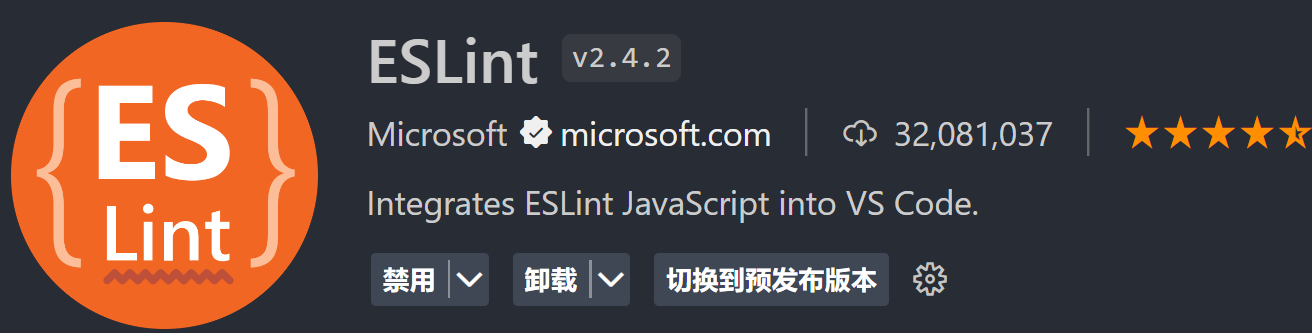 {ES
Lint}
ESLint v2.4.2
Microsoft microsoft.com | 32,081,037 | ★★★★⯪
Integrates ESLint JavaScript into VS Code.
禁用 卸载 切换到预发布版本